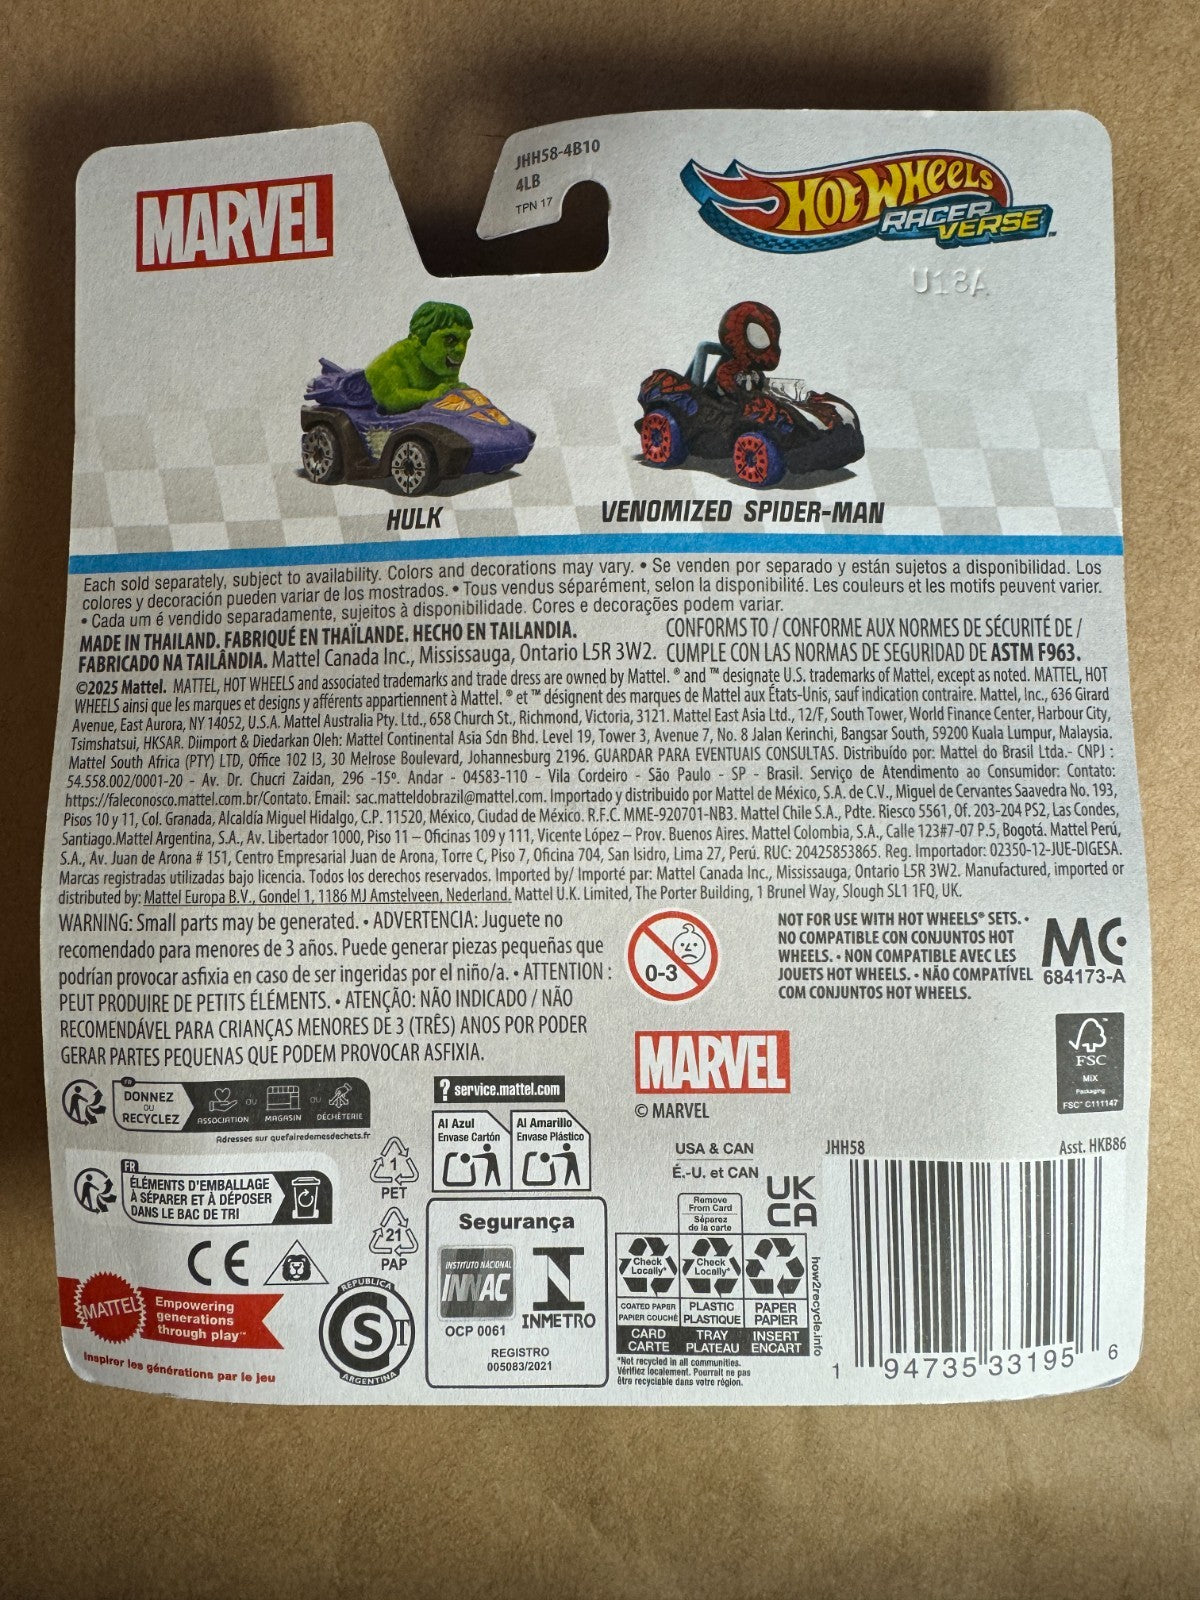 MARVEL
JHH58-4B10
4LB
TPN 17
HOT WHEELS
RACER VERSE™
U18A
HULK
VENOMIZED SPIDER-MAN
Each sold separately, subject to availability. Colors and decorations may vary. • Se venden por separado y están sujetos a disponibilidad. Los
colores y decoración pueden variar de los mostrados. • Tous vendus séparément, selon la disponibilité. Les couleurs et les motifs peuvent varier.
• Cada um é vendido separadamente, sujeitos à disponibilidade. Cores e decorações podem variar.
MADE IN THAILAND. FABRIQUÉ EN THAÏLANDE. HECHO EN TAILANDIA.
FABRICADO NA TAILÂNDIA. Mattel Canada Inc., Mississauga, Ontario L5R 3W2.
CONFORMS TO / CONFORME AUX NORMES DE SÉCURITÉ DE /
CUMPLE CON LAS NORMAS DE SEGURIDAD DE ASTM F963.
©2025 Mattel. MATTEL, HOT WHEELS and associated trademarks and trade dress are owned by Mattel. ® and ™ designate U.S. trademarks of Mattel, except as noted. MATTEL, HOT
WHEELS ainsi que les marques et designs y afférents appartiennent à Mattel. ® et ™ désignent des marques de Mattel aux États-Unis, sauf indication contraire. Mattel, Inc., 636 Girard
Avenue, East Aurora, NY 14052, U.S.A. Mattel Australia Pty. Ltd., 658 Church St., Richmond, Victoria, 3121. Mattel East Asia Ltd., 12/F, South Tower, World Finance Center, Harbour City,
Tsimshatsui, HKSAR. Diimport & Diedarkan Oleh: Mattel Continental Asia Sdn Bhd. Level 19, Tower 3, Avenue 7, No. 8 Jalan Kerinchi, Bangsar South, 59200 Kuala Lumpur, Malaysia.
Mattel South Africa (PTY) LTD, Office 102 I3, 30 Melrose Boulevard, Johannesburg 2196. GUARDAR PARA EVENTUAIS CONSULTAS. Distribuído por: Mattel do Brasil Ltda.- CNPJ :
54.558.002/0001-20 - Av. Dr. Chucri Zaidan, 296 -15º. Andar - 04583-110 - Vila Cordeiro - São Paulo - SP - Brasil. Serviço de Atendimento ao Consumidor: Contato:
https://faleconosco.mattel.com.br/Contato. Email: sac.matteldobrazil@mattel.com. Importado y distribuido por Mattel de México, S.A. de C.V., Miguel de Cervantes Saavedra No. 193,
Pisos 10 y 11, Col. Granada, Alcaldía Miguel Hidalgo, C.P. 11520, México, Ciudad de México. R.F.C. MME-920701-NB3. Mattel Chile S.A., Pdte. Riesco 5561, Of. 203-204 PS2, Las Condes,
Santiago.Mattel Argentina, S.A., Av. Libertador 1000, Piso 11 – Oficinas 109 y 111, Vicente López – Prov. Buenos Aires. Mattel Colombia, S.A., Calle 123#7-07 P.5, Bogotá. Mattel Perú,
S.A., Av. Juan de Arona # 151, Centro Empresarial Juan de Arona, Torre C, Piso 7, Oficina 704, San Isidro, Lima 27, Perú. RUC: 20425853865. Reg. Importador: 02350-12-JUE-DIGESA.
Marcas registradas utilizadas bajo licencia. Todos los derechos reservados. Imported by/ Importé par: Mattel Canada Inc., Mississauga, Ontario L5R 3W2. Manufactured, imported or
distributed by: Mattel Europa B.V., Gondel 1, 1186 MJ Amstelveen, Nederland. Mattel U.K. Limited, The Porter Building, 1 Brunel Way, Slough SL1 1FQ, UK.
WARNING: Small parts may be generated. • ADVERTENCIA: Juguete no
recomendado para menores de 3 años. Puede generar piezas pequeñas que
podrían provocar asfixia en caso de ser ingeridas por el niño/a. • ATTENTION :
PEUT PRODUIRE DE PETITS ÉLÉMENTS. • ATENÇÃO: NÃO INDICADO / NÃO
RECOMENDÁVEL PARA CRIANÇAS MENORES DE 3 (TRÊS) ANOS POR PODER
GERAR PARTES PEQUENAS QUE PODEM PROVOCAR ASFIXIA.
0-3
NOT FOR USE WITH HOT WHEELS® SETS. •
NO COMPATIBLE CON CONJUNTOS HOT
WHEELS. • NON COMPATIBLE AVEC LES
JOUETS HOT WHEELS. • NÃO COMPATÍVEL
COM CONJUNTOS HOT WHEELS.
MC
684173-A
MARVEL
© MARVEL
FSC
MIX
Packaging
FSC™ C111147
FR
DONNEZ
OU
RECYCLEZ
ASSOCIATION
OU
MAGASIN
OU
DÉCHÈTERIE
Adresses sur quefairedemesdechets.fr
? service.mattel.com
Al Azul
Envase Cartón
Al Amarillo
Envase Plástico
FR
ÉLÉMENTS D'EMBALLAGE
À SÉPARER ET À DÉPOSER
DANS LE BAC DE TRI
1
PET
21
PAP
CE
MATTEL
Empowering
generations
through play™
Inspirer les générations par le jeu
REPUBLICA
S
ARGENTINA
Segurança
INSTITUTO NACIONAL
INNAC
OCP 0061
INMETRO
REGISTRO
005083/2021
USA & CAN
É.-U. et CAN
UK
CA
Remove
From Card
Séparez
de la carte
Check
Locally*
Check
Locally*
COATED PAPER
PAPIER COUCHÉ
PLASTIC
PLASTIQUE
PAPER
PAPIER
CARD
CARTE
TRAY
PLATEAU
INSERT
ENCART
*Not recycled in all communities.
Vérifiez localement. Pourrait ne pas
être recyclable dans votre région.
how2recycle.info
JHH58
Asst. HKB86
1 94735 33195 6